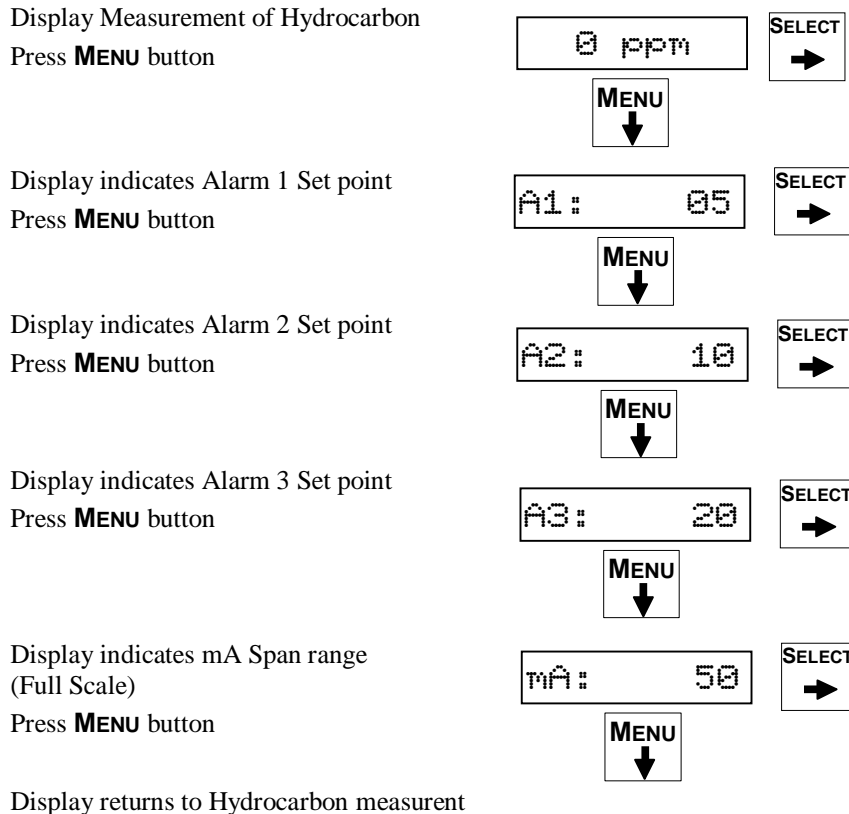 Display Measurement of Hydrocarbon
Press MENU button
0 ppm
SELECT
MENU
Display indicates Alarm 1 Set point
Press MENU button
A1: 05
SELECT
MENU
Display indicates Alarm 2 Set point
Press MENU button
A2: 10
SELECT
MENU
Display indicates Alarm 3 Set point
Press MENU button
A3: 20
SELECT
MENU
Display indicates mA Span range
(Full Scale)
Press MENU button
mA: 50
SELECT
MENU
Display returns to Hydrocarbon measurent